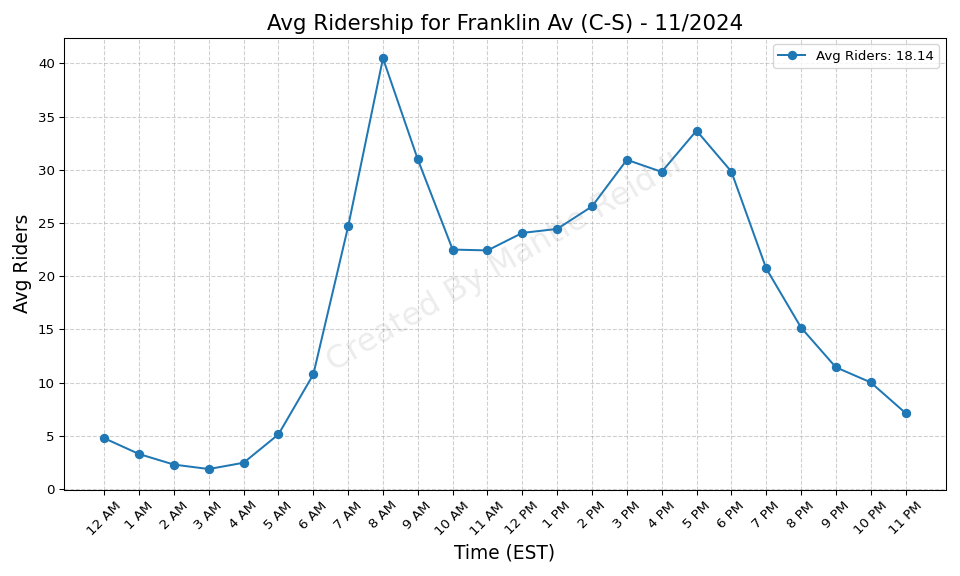 Avg Ridership for Franklin Av (C-S) - 11/2024
Avg Riders: 18.14
Avg Riders
40
35
30
25
20
15
10
5
0
Created By Mantic Reid II
12 AM
1 AM
2 AM
3 AM
4 AM
5 AM
6 AM
7 AM
8 AM
9 AM
10 AM
11 AM
12 PM
1 PM
2 PM
3 PM
4 PM
5 PM
6 PM
7 PM
8 PM
9 PM
10 PM
11 PM
Time (EST)